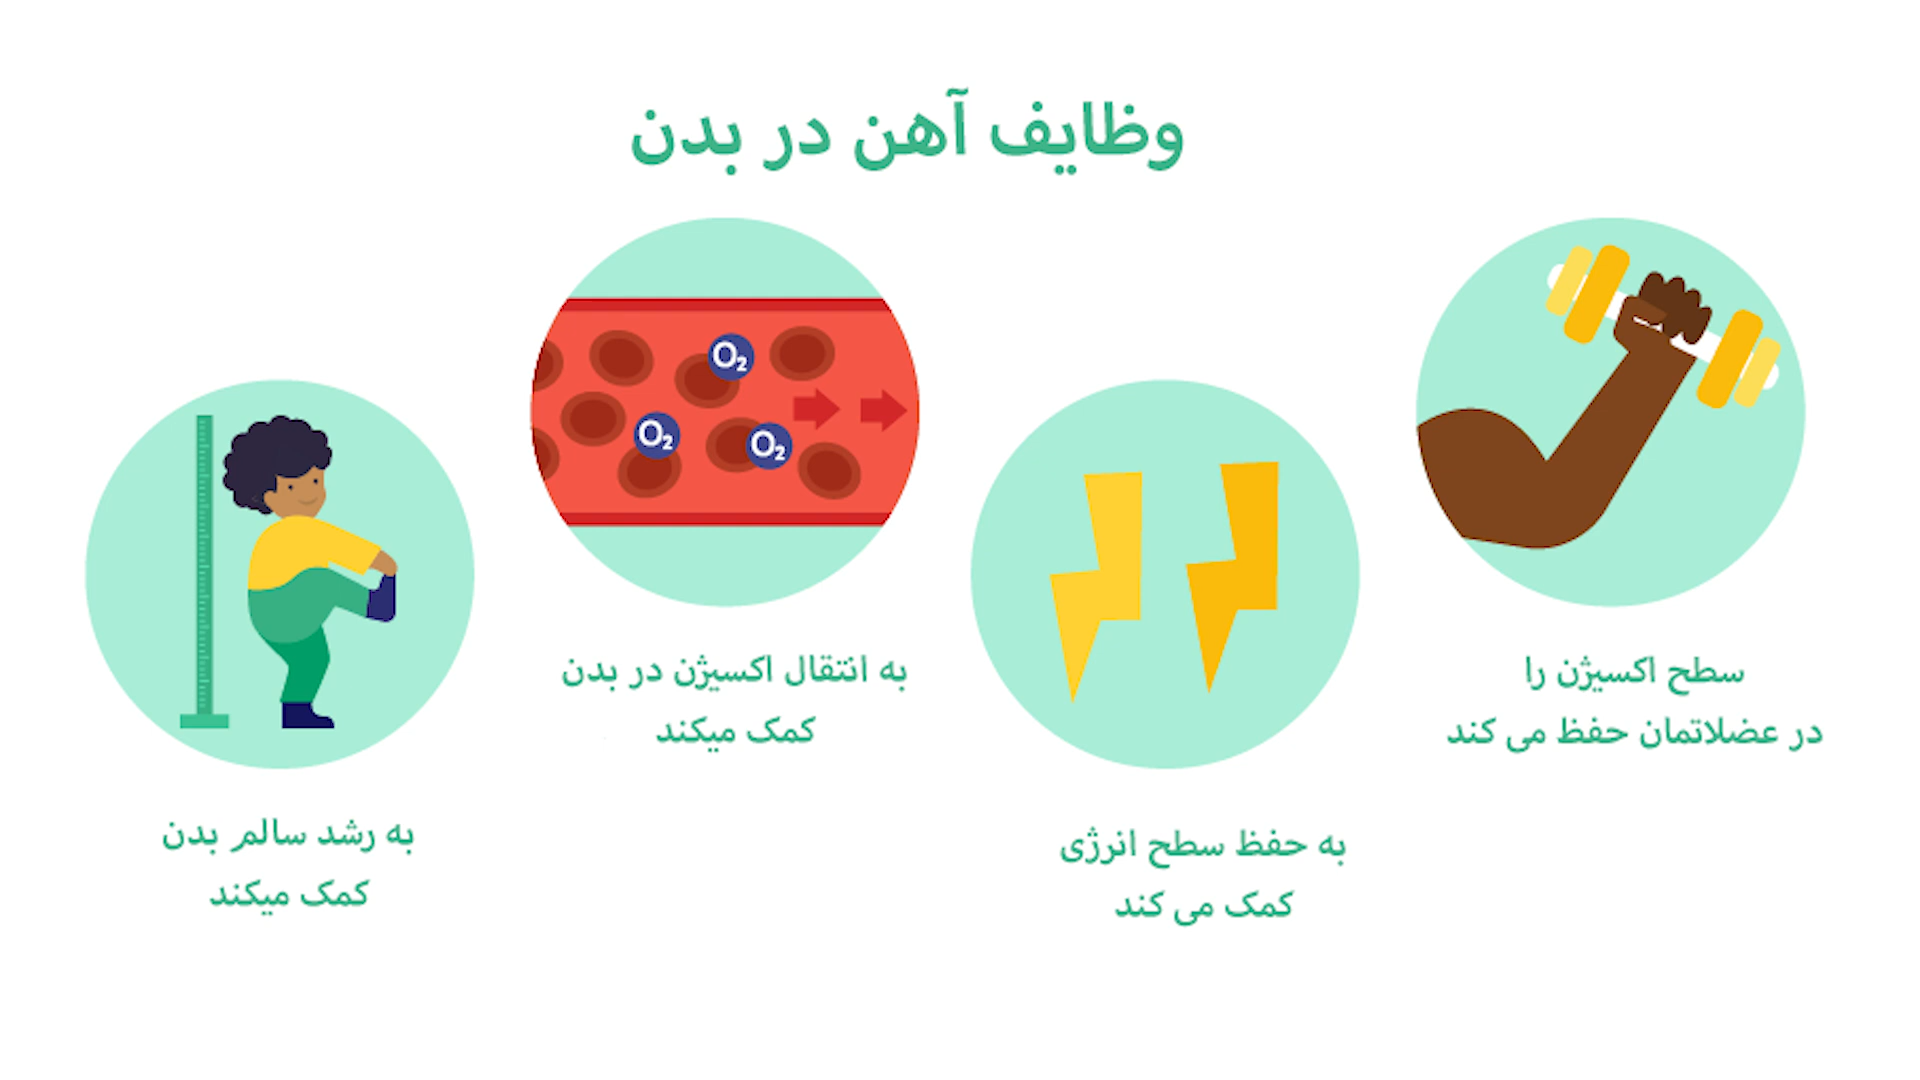 وظایف آهن در بدن
سطح اکسیژن را
در عضلاتمان حفظ می کند
به حفظ سطح انرژی
کمک می کند
O₂
O₂
O₂
به انتقال اکسیژن در بدن
کمک میکند
به رشد سالم بدن
کمک میکند